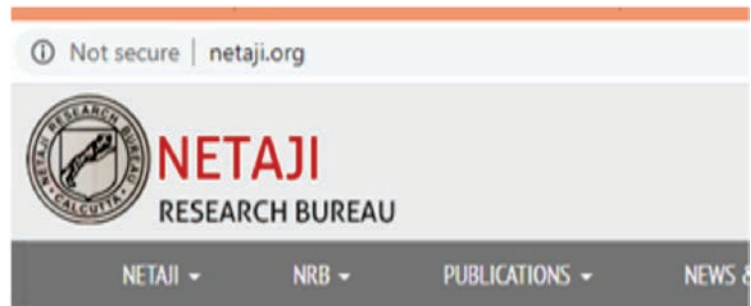 Not secure | netaji.org
NETAJI RESEARCH BUREAU
CALCUTTA
NETAJI
RESEARCH BUREAU
NETAJI NRB PUBLICATIONS NEWS &